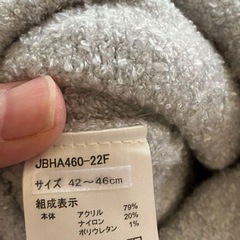 JBHA460-22F
サイズ 42～46cm
組成表示
本体 アクリル 79%
ナイロン 20%
ポリウレタン 1%